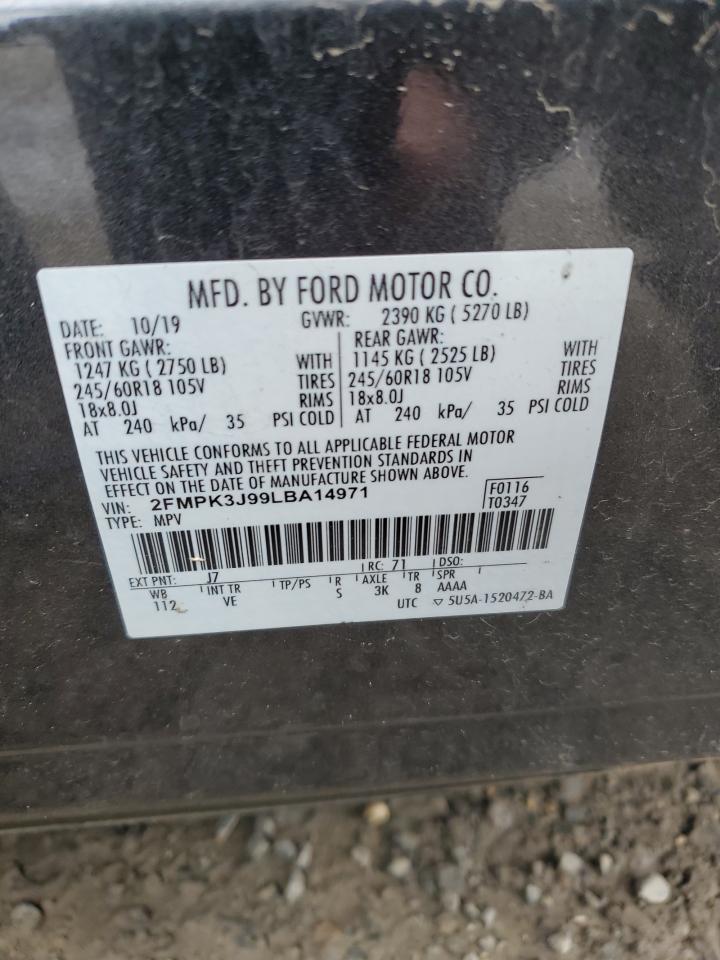 MFD. BY FORD MOTOR CO.
DATE: 10/19 GVWR: 2390 KG ( 5270 LB)
FRONT GAWR: REAR GAWR:
1247 KG ( 2750 LB) WITH 1145 KG ( 2525 LB) WITH
245/60R18 105V TIRES 245/60R18 105V TIRES
18x8.0J RIMS 18x8.0J RIMS
AT 240 kPa/ 35 PSI COLD AT 240 kPa/ 35 PSI COLD
THIS VEHICLE CONFORMS TO ALL APPLICABLE FEDERAL MOTOR
VEHICLE SAFETY AND THEFT PREVENTION STANDARDS IN
EFFECT ON THE DATE OF MANUFACTURE SHOWN ABOVE.
VIN: 2FMPK3J99LBA14971 F0116
TYPE: MPV T0347
EXT PNT: J7 RC: 71 DSO:
WB INT TR TP/PS R AXLE TR SPR
112 VE S 3K 8 AAAA
UTC ▽ 5U5A-1520472-BA